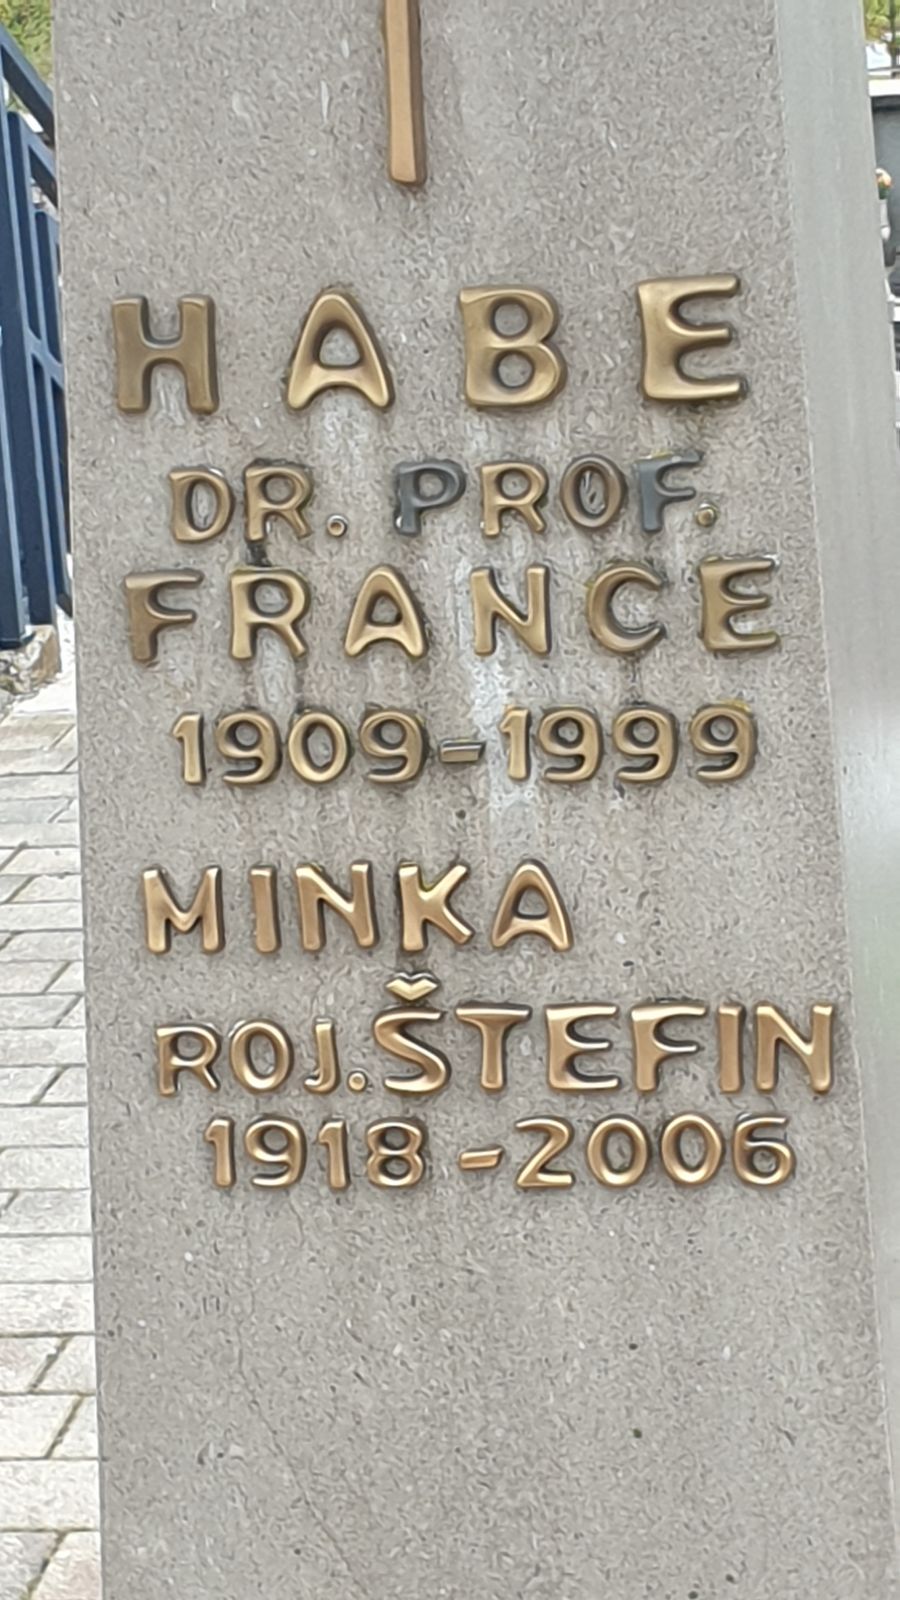 HABE
DR. PROF.
FRANCE
1909-1999
MINKA
ROJ. ŠTEFIN
1918-2006